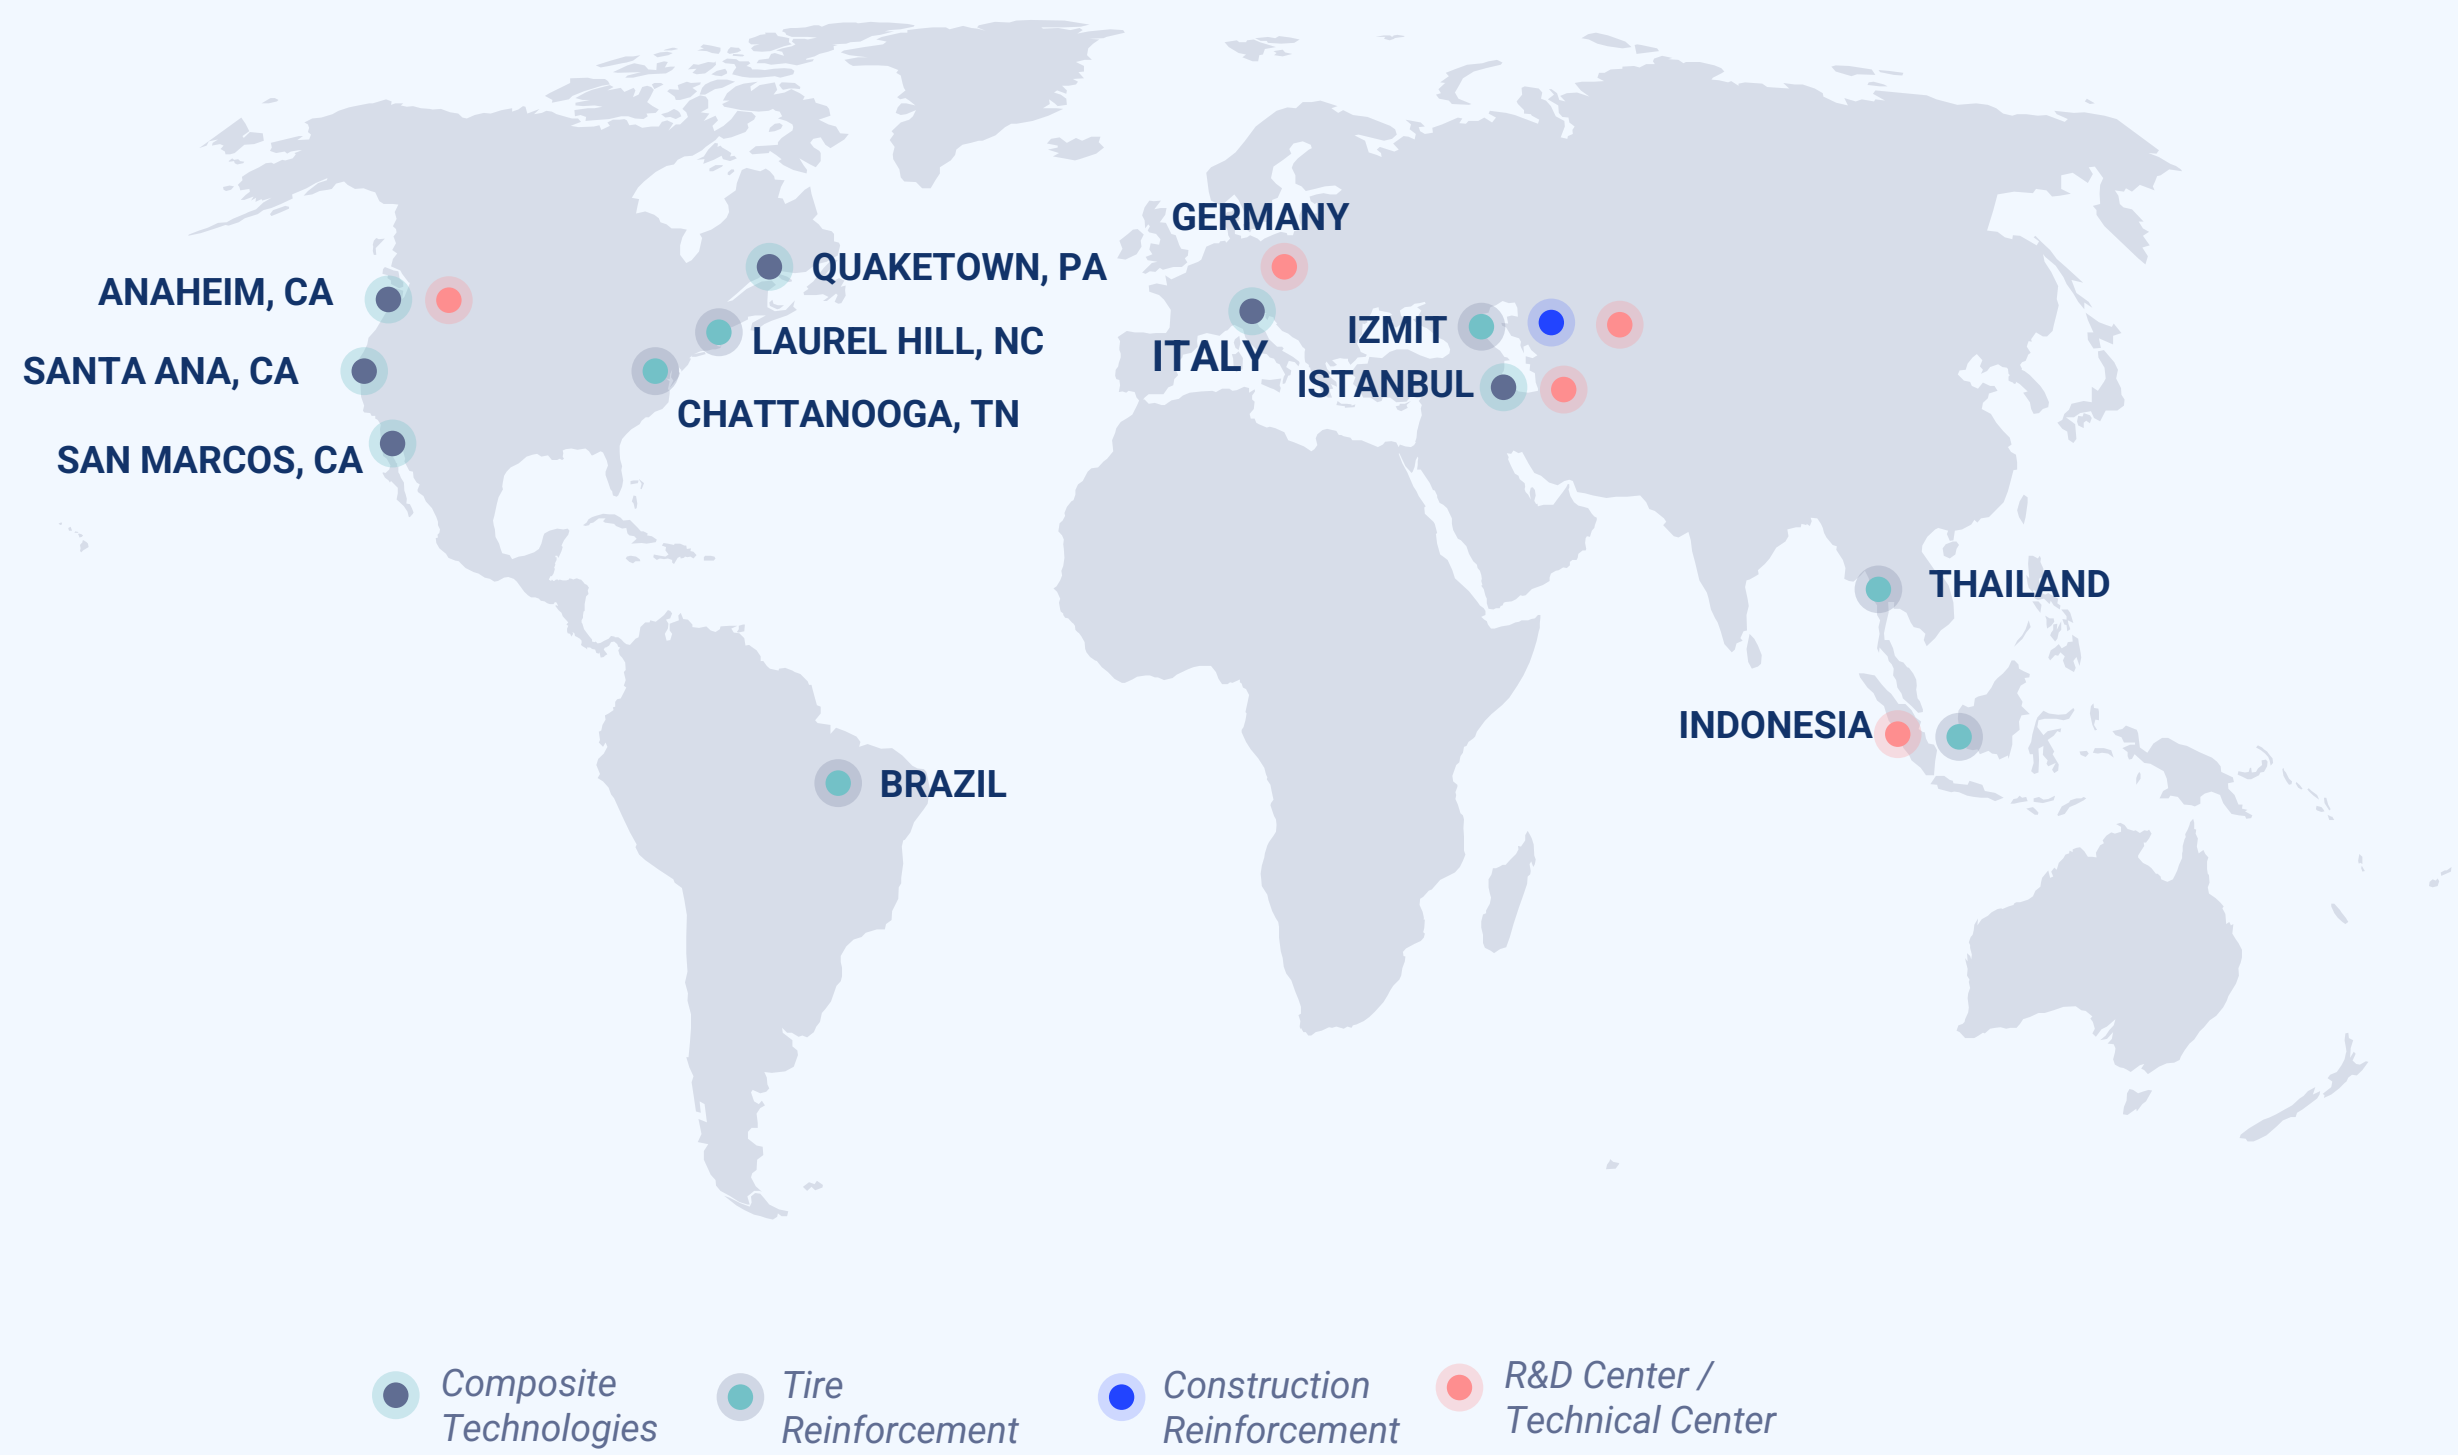 GERMANY
QUAKETOWN, PA
ANAHEIM, CA
LAUREL HILL, NC
IZMIT
ITALY
SANTA ANA, CA
ISTANBUL
CHATTANOOGA, TN
SAN MARCOS, CA
THAILAND
INDONESIA
BRAZIL
Composite
Technologies
Tire
Reinforcement
Construction
Reinforcement
R&D Center /
Technical Center